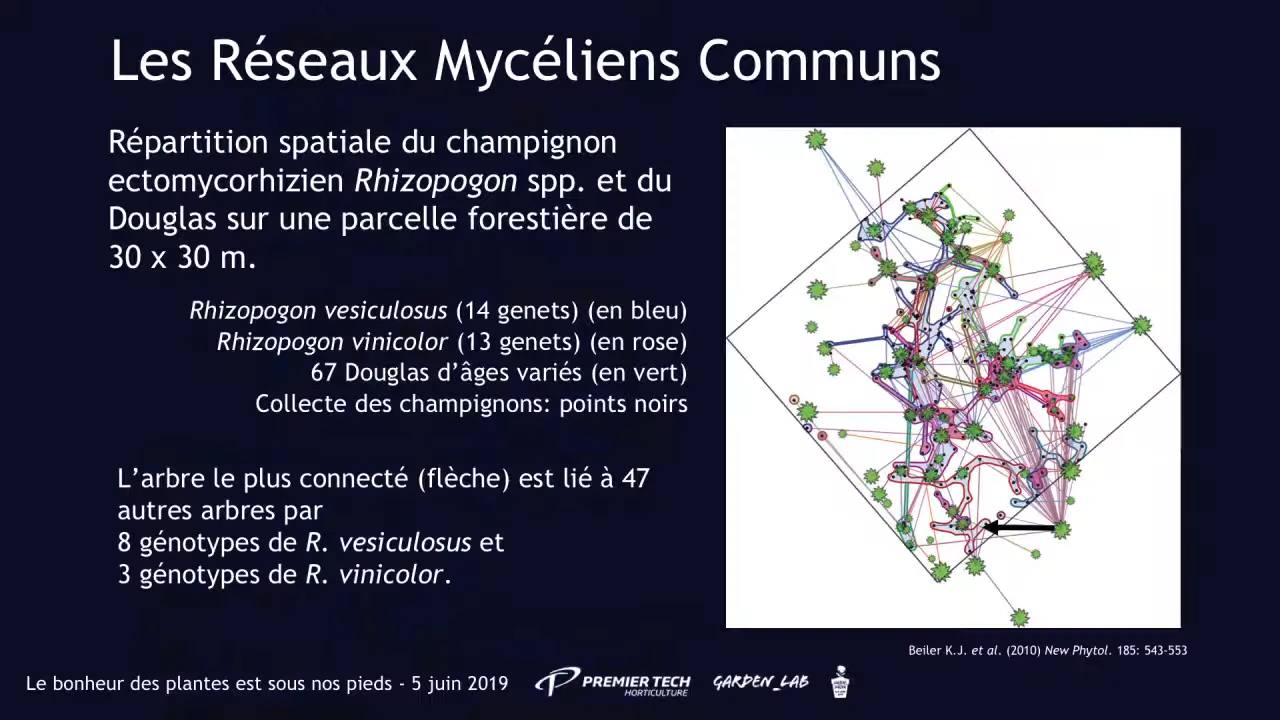 Les Réseaux Mycéliens Communs
Répartition spatiale du champignon
ectomycorhizien Rhizopogon spp. et du
Douglas sur une parcelle forestière de
30 x 30 m.
Rhizopogon vesiculosus (14 genets) (en bleu)
Rhizopogon vinicolor (13 genets) (en rose)
67 Douglas d’âges variés (en vert)
Collecte des champignons: points noirs
L’arbre le plus connecté (flèche) est lié à 47
autres arbres par
8 génotypes de R. vesiculosus et
3 génotypes de R. vinicolor.
Beiler K.J. et al. (2010) New Phytol. 185: 543-553
Le bonheur des plantes est sous nos pieds - 5 juin 2019
PREMIER TECH
HORTICULTURE
GARDEN_LAB